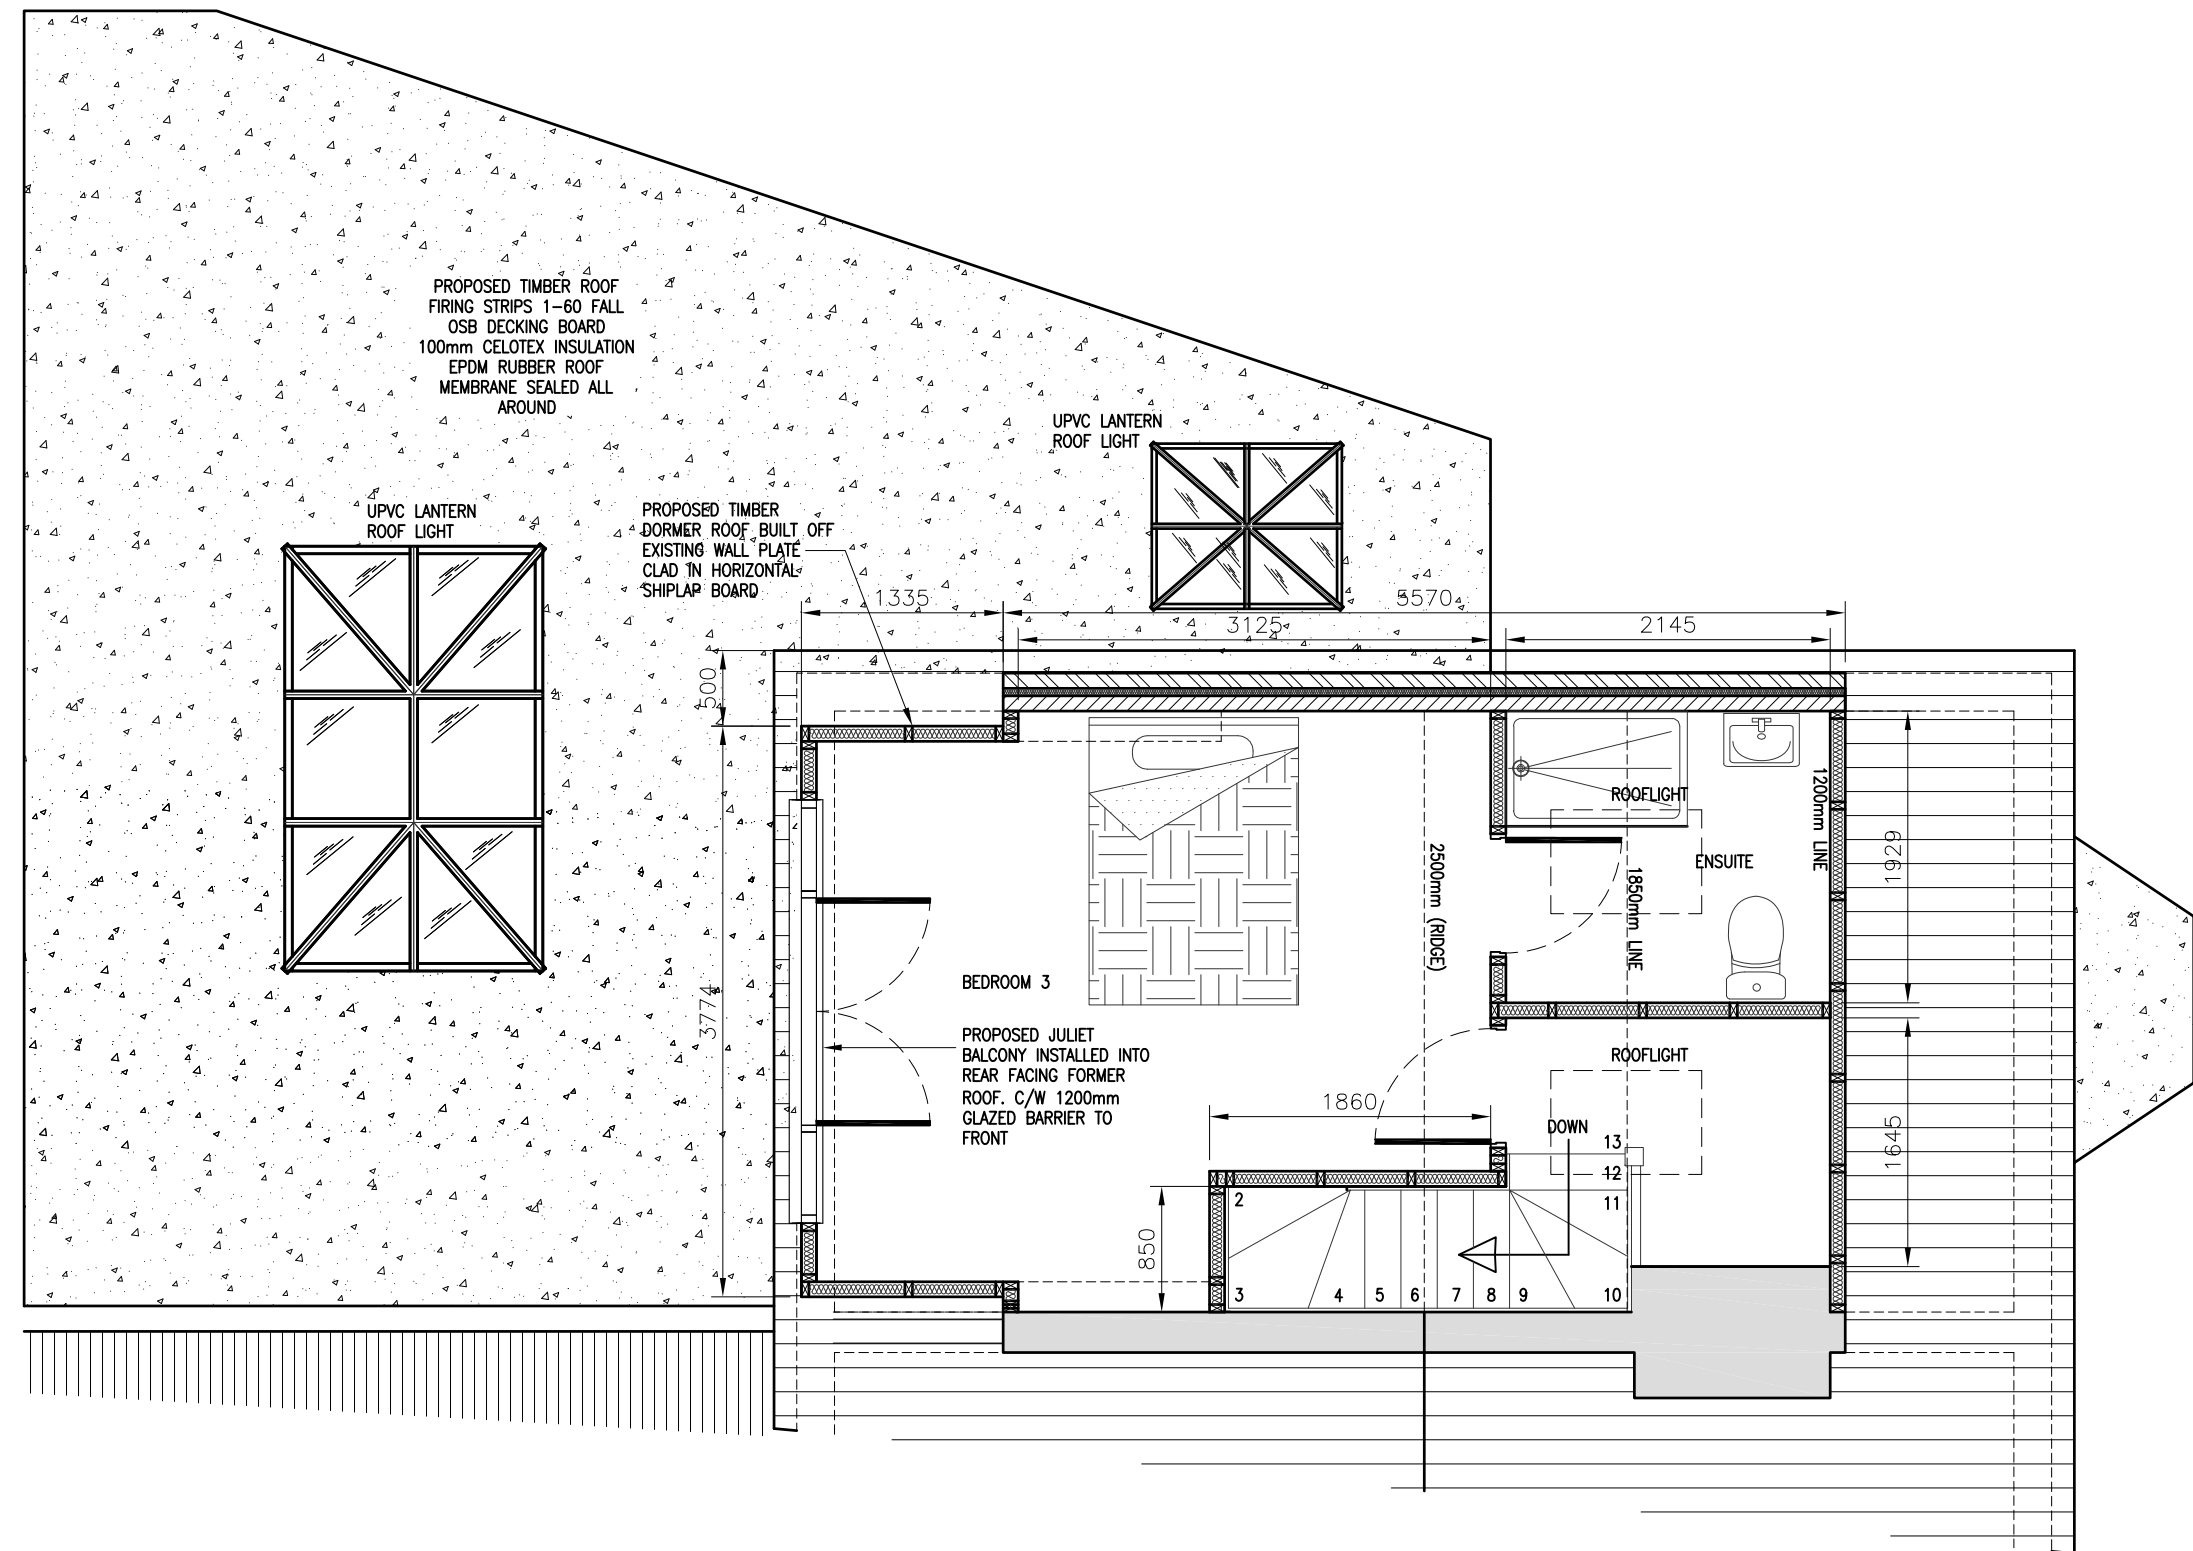 PROPOSED TIMBER ROOF
FIRING STRIPS 1-60 FALL
OSB DECKING BOARD
100mm CELOTEX INSULATION
EPDM RUBBER ROOF
MEMBRANE SEALED ALL
AROUND
UPVC LANTERN
ROOF LIGHT
UPVC LANTERN
ROOF LIGHT
PROPOSED TIMBER
DORMER ROOF BUILT OFF
EXISTING WALL PLATE
CLAD IN HORIZONTAL
SHIPLAP BOARD
1335
5570
3125
2145
500
3774
ROOFLIGHT
ENSUITE
1200mm LINE
1850mm LINE
2500mm (RIDGE)
1929
BEDROOM 3
PROPOSED JULIET
BALCONY INSTALLED INTO
REAR FACING FORMER
ROOF. C/W 1200mm
GLAZED BARRIER TO
FRONT
ROOFLIGHT
1645
1860
DOWN
850
13
12
11
2
3
4
5
6
7
8
9
10